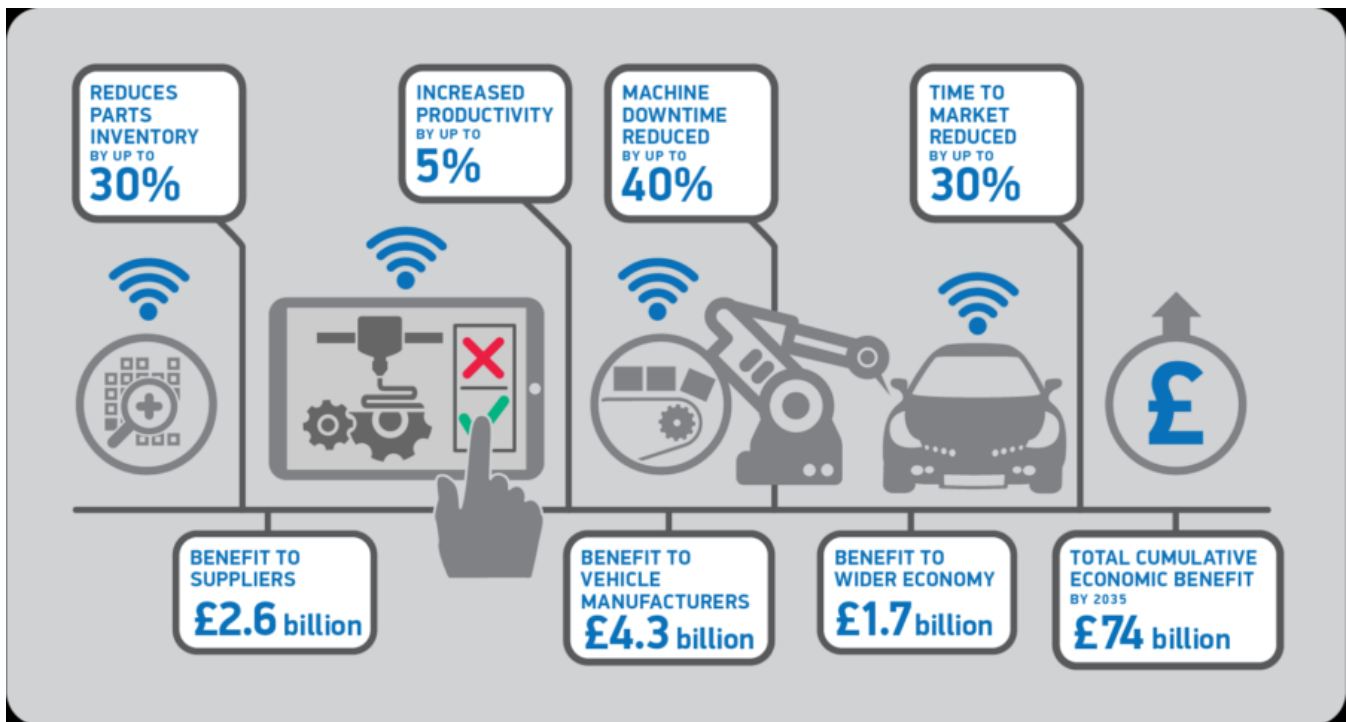 REDUCES
PARTS
INVENTORY
BY UP TO
30%
INCREASED
PRODUCTIVITY
BY UP TO
5%
MACHINE
DOWNTIME
REDUCED
BY UP TO
40%
TIME TO
MARKET
REDUCED
BY UP TO
30%
£
BENEFIT TO
SUPPLIERS
£2.6 billion
BENEFIT TO
VEHICLE
MANUFACTURERS
£4.3 billion
BENEFIT TO
WIDER ECONOMY
£1.7 billion
TOTAL CUMULATIVE
ECONOMIC BENEFIT
BY 2035
£74 billion